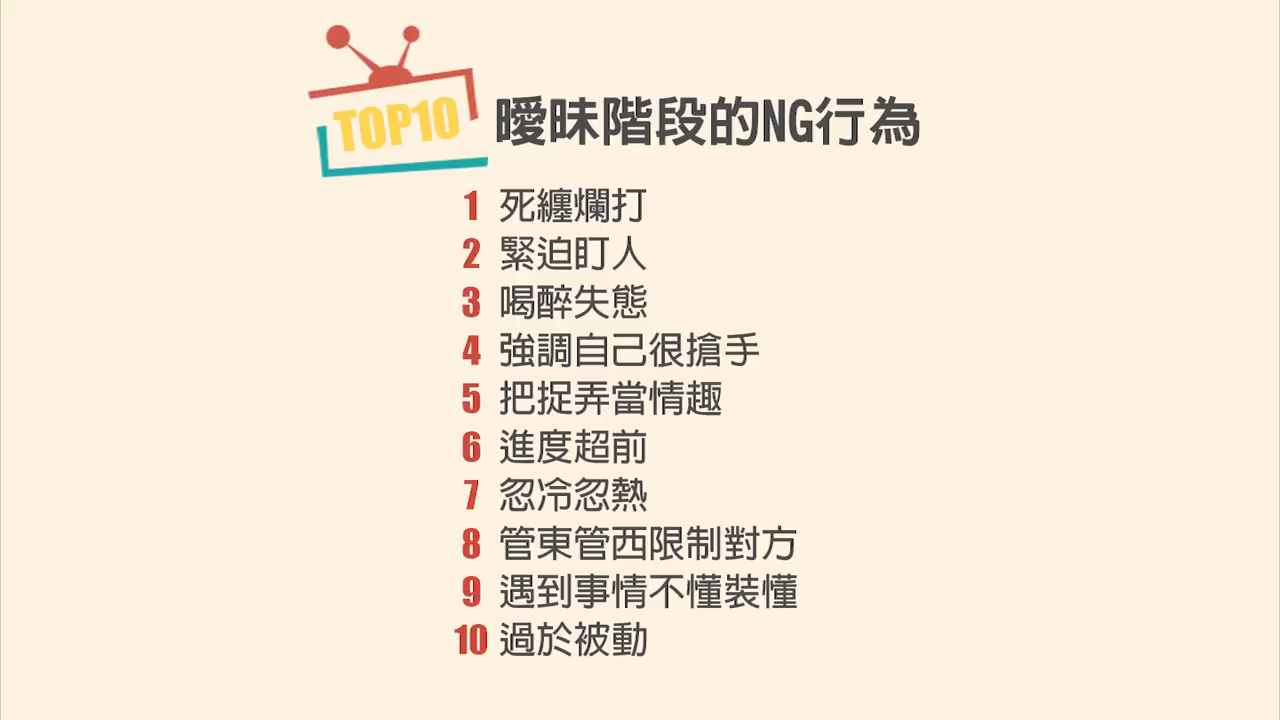 TOP10
曖昧階段的NG行為
1 死纏爛打
2 緊迫盯人
3 喝醉失態
4 強調自己很搶手
5 把捉弄當情趣
6 進度超前
7 忽冷忽熱
8 管東管西限制對方
9 遇到事情不懂裝懂
10 過於被動